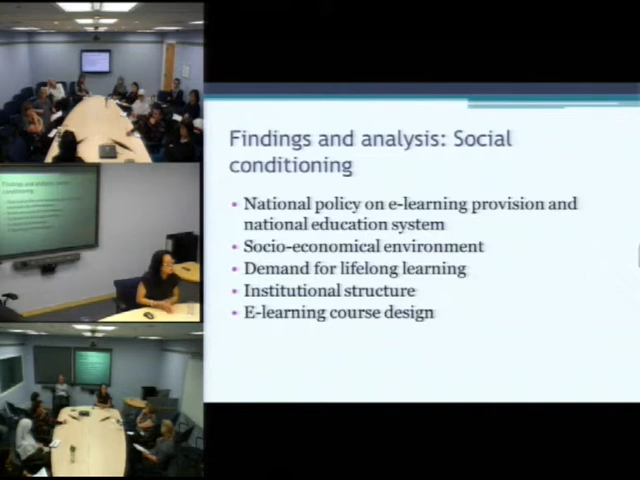 Findings and analysis: Social
conditioning
• National policy on e-learning provision and
national education system
• Socio-economical environment
• Demand for lifelong learning
• Institutional structure
• E-learning course design